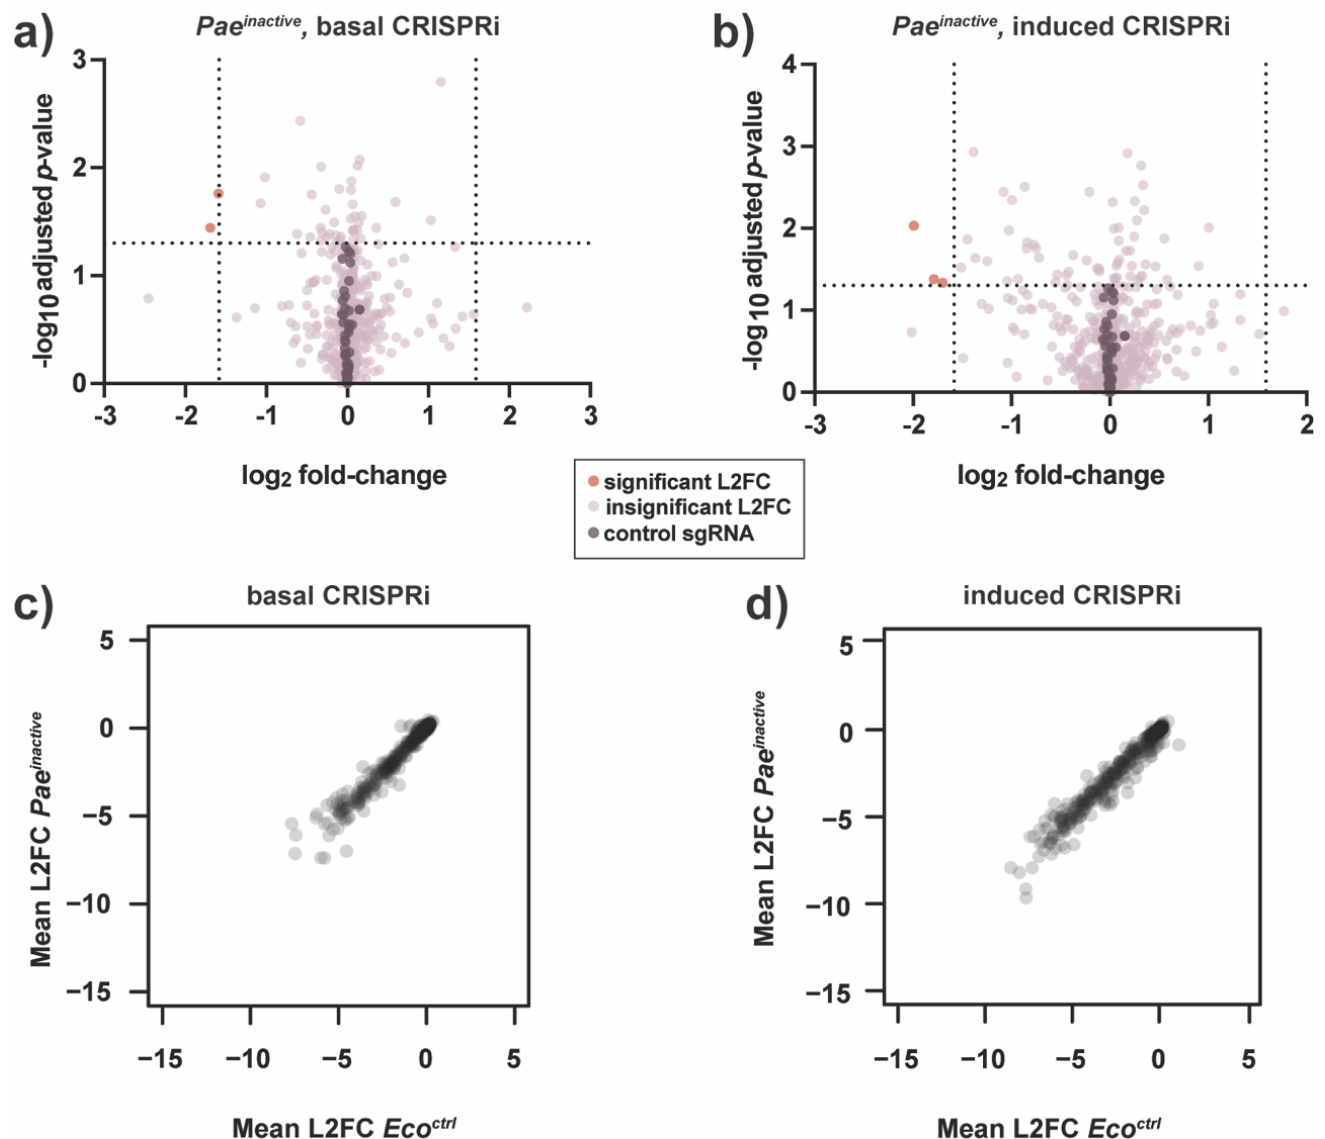 a)
Pae^inactive, basal CRISPRi
-log10 adjusted p-value
3
2
1
0
-3 -2 -1 0 1 2 3
log2 fold-change
b)
Pae^inactive, induced CRISPRi
-log10 adjusted p-value
4
3
2
1
0
-3 -2 -1 0 1 2
log2 fold-change
significant L2FC
insignificant L2FC
control sgRNA
c)
basal CRISPRi
Mean L2FC Pae^inactive
5
0
−5
−10
−15
−15 −10 −5 0 5
Mean L2FC Eco^ctrl
d)
induced CRISPRi
Mean L2FC Pae^inactive
5
0
−5
−10
−15
−15 −10 −5 0 5
Mean L2FC Eco^ctrl